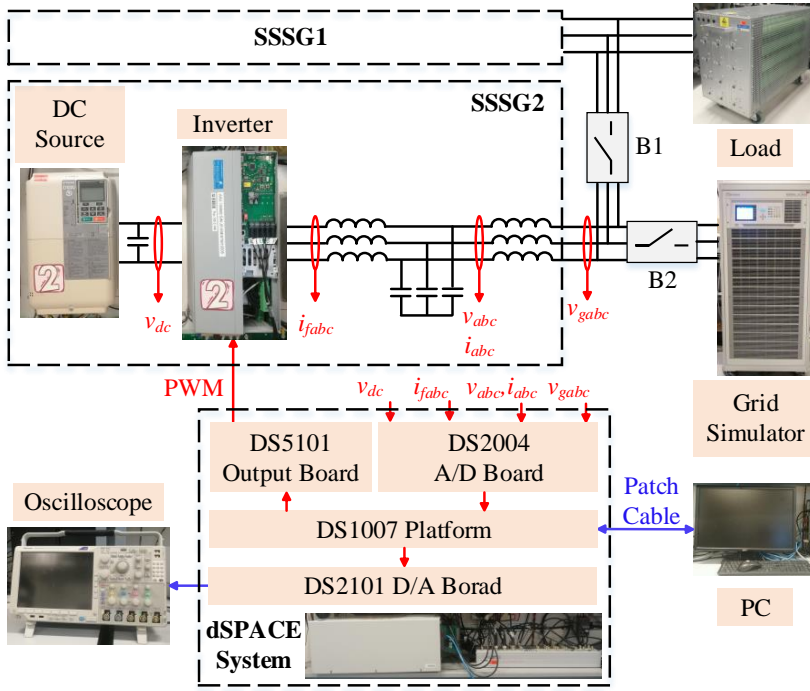 SSSG1
SSSG2
DC
Source
Inverter
B1
Load
B2
v_dc
i_fabc
v_abc
i_abc
v_gabc
2
2
PWM
v_dc i_fabc v_abc,i_abc v_gabc
Grid
Simulator
DS5101
Output Board
DS2004
A/D Board
Oscilloscope
Patch
Cable
DS1007 Platform
DS2101 D/A Borad
PC
dSPACE
System